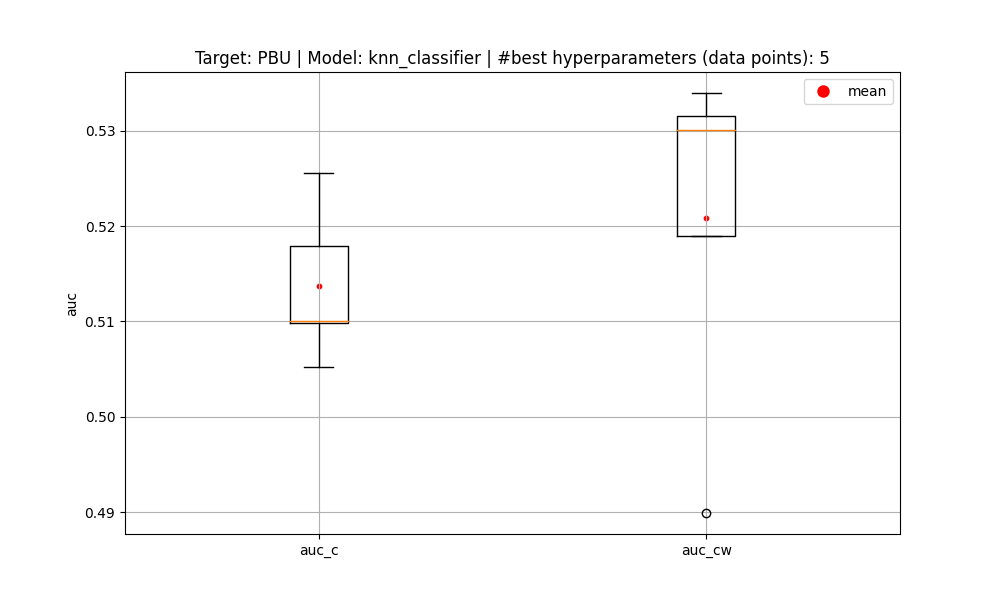 Target: PBU | Model: knn_classifier | #best hyperparameters (data points): 5
mean
0.53
0.52
0.51
0.50
0.49
auc
auc_c
auc_cw